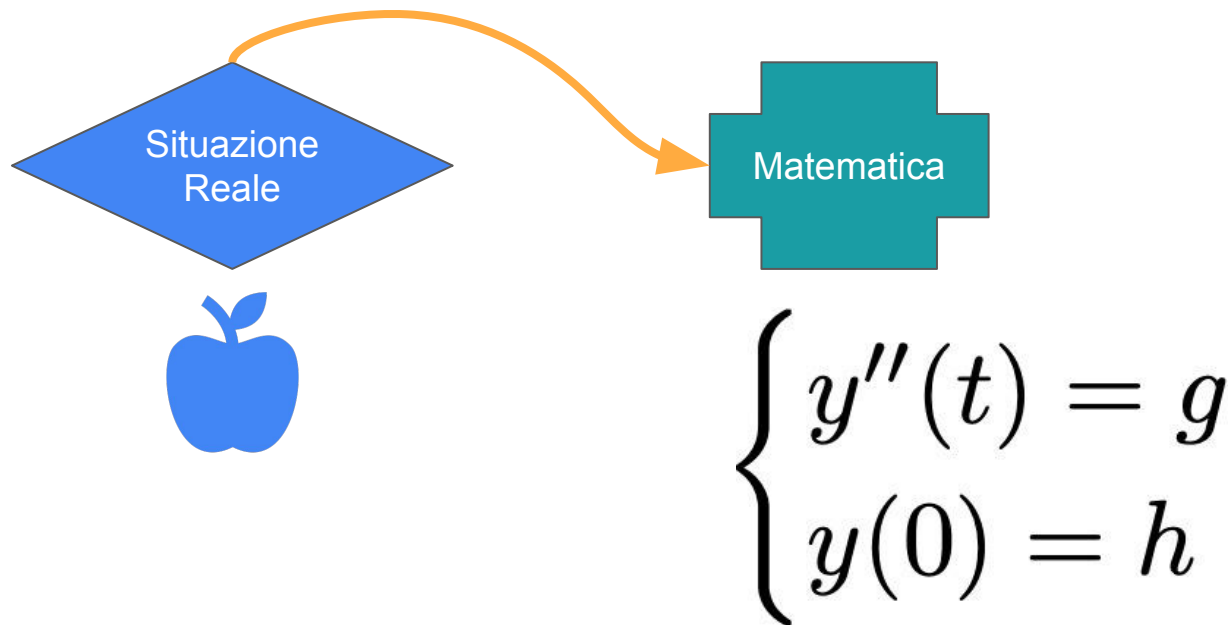 Situazione
Reale
Matematica
y''(t) = g
y(0) = h